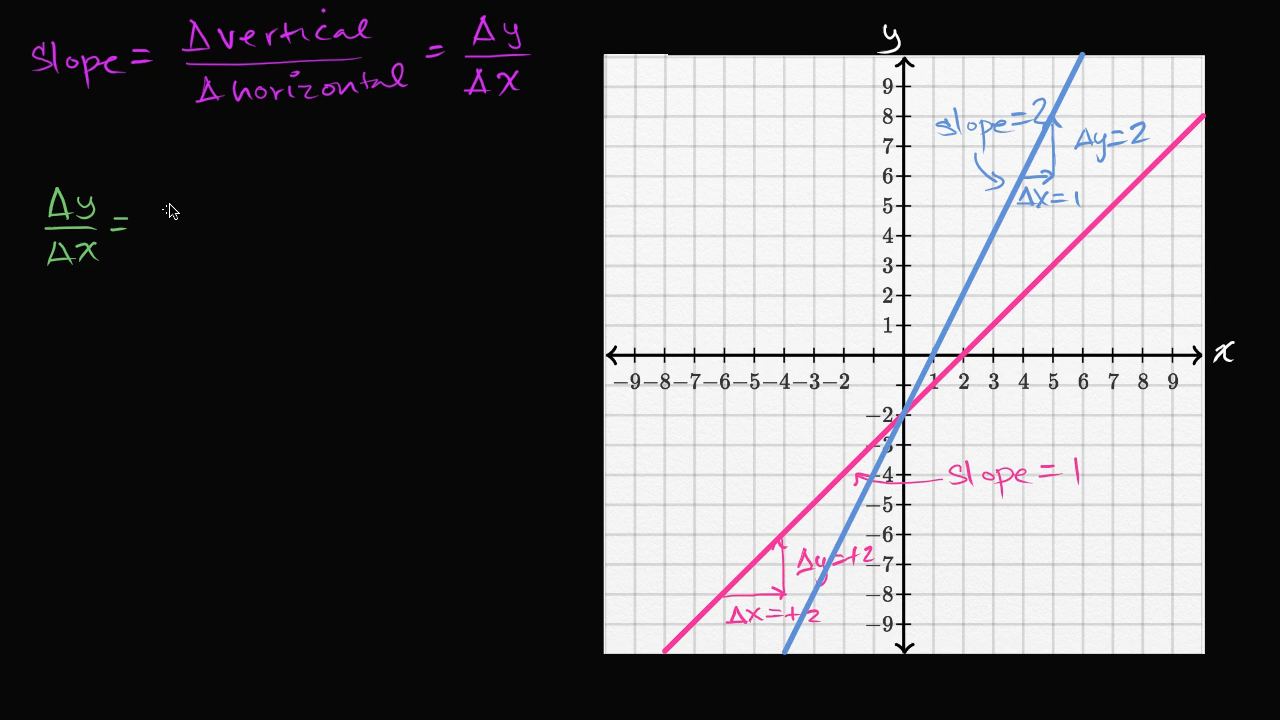 slope = Δvertical / Δhorizontal = Δy / Δx
Δy / Δx =
y
x
9
8
7
6
5
4
3
2
1
−2
−3
−4
−5
−6
−7
−8
−9
−9 −8 −7 −6 −5 −4 −3 −2 1 2 3 4 5 6 7 8 9
slope=2
Δy=2
Δx=1
slope=1
Δy=+2
Δx=+2